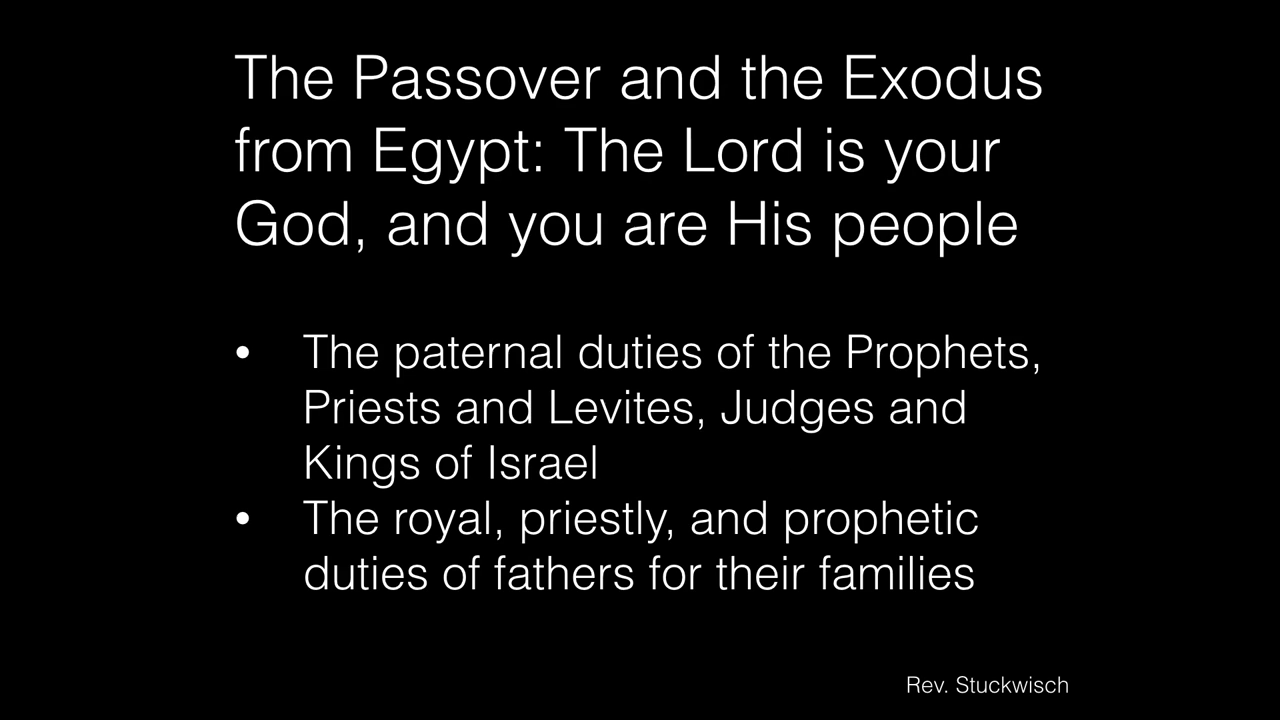 The Passover and the Exodus
from Egypt: The Lord is your
God, and you are His people
• The paternal duties of the Prophets,
Priests and Levites, Judges and
Kings of Israel
• The royal, priestly, and prophetic
duties of fathers for their families
Rev. Stuckwisch